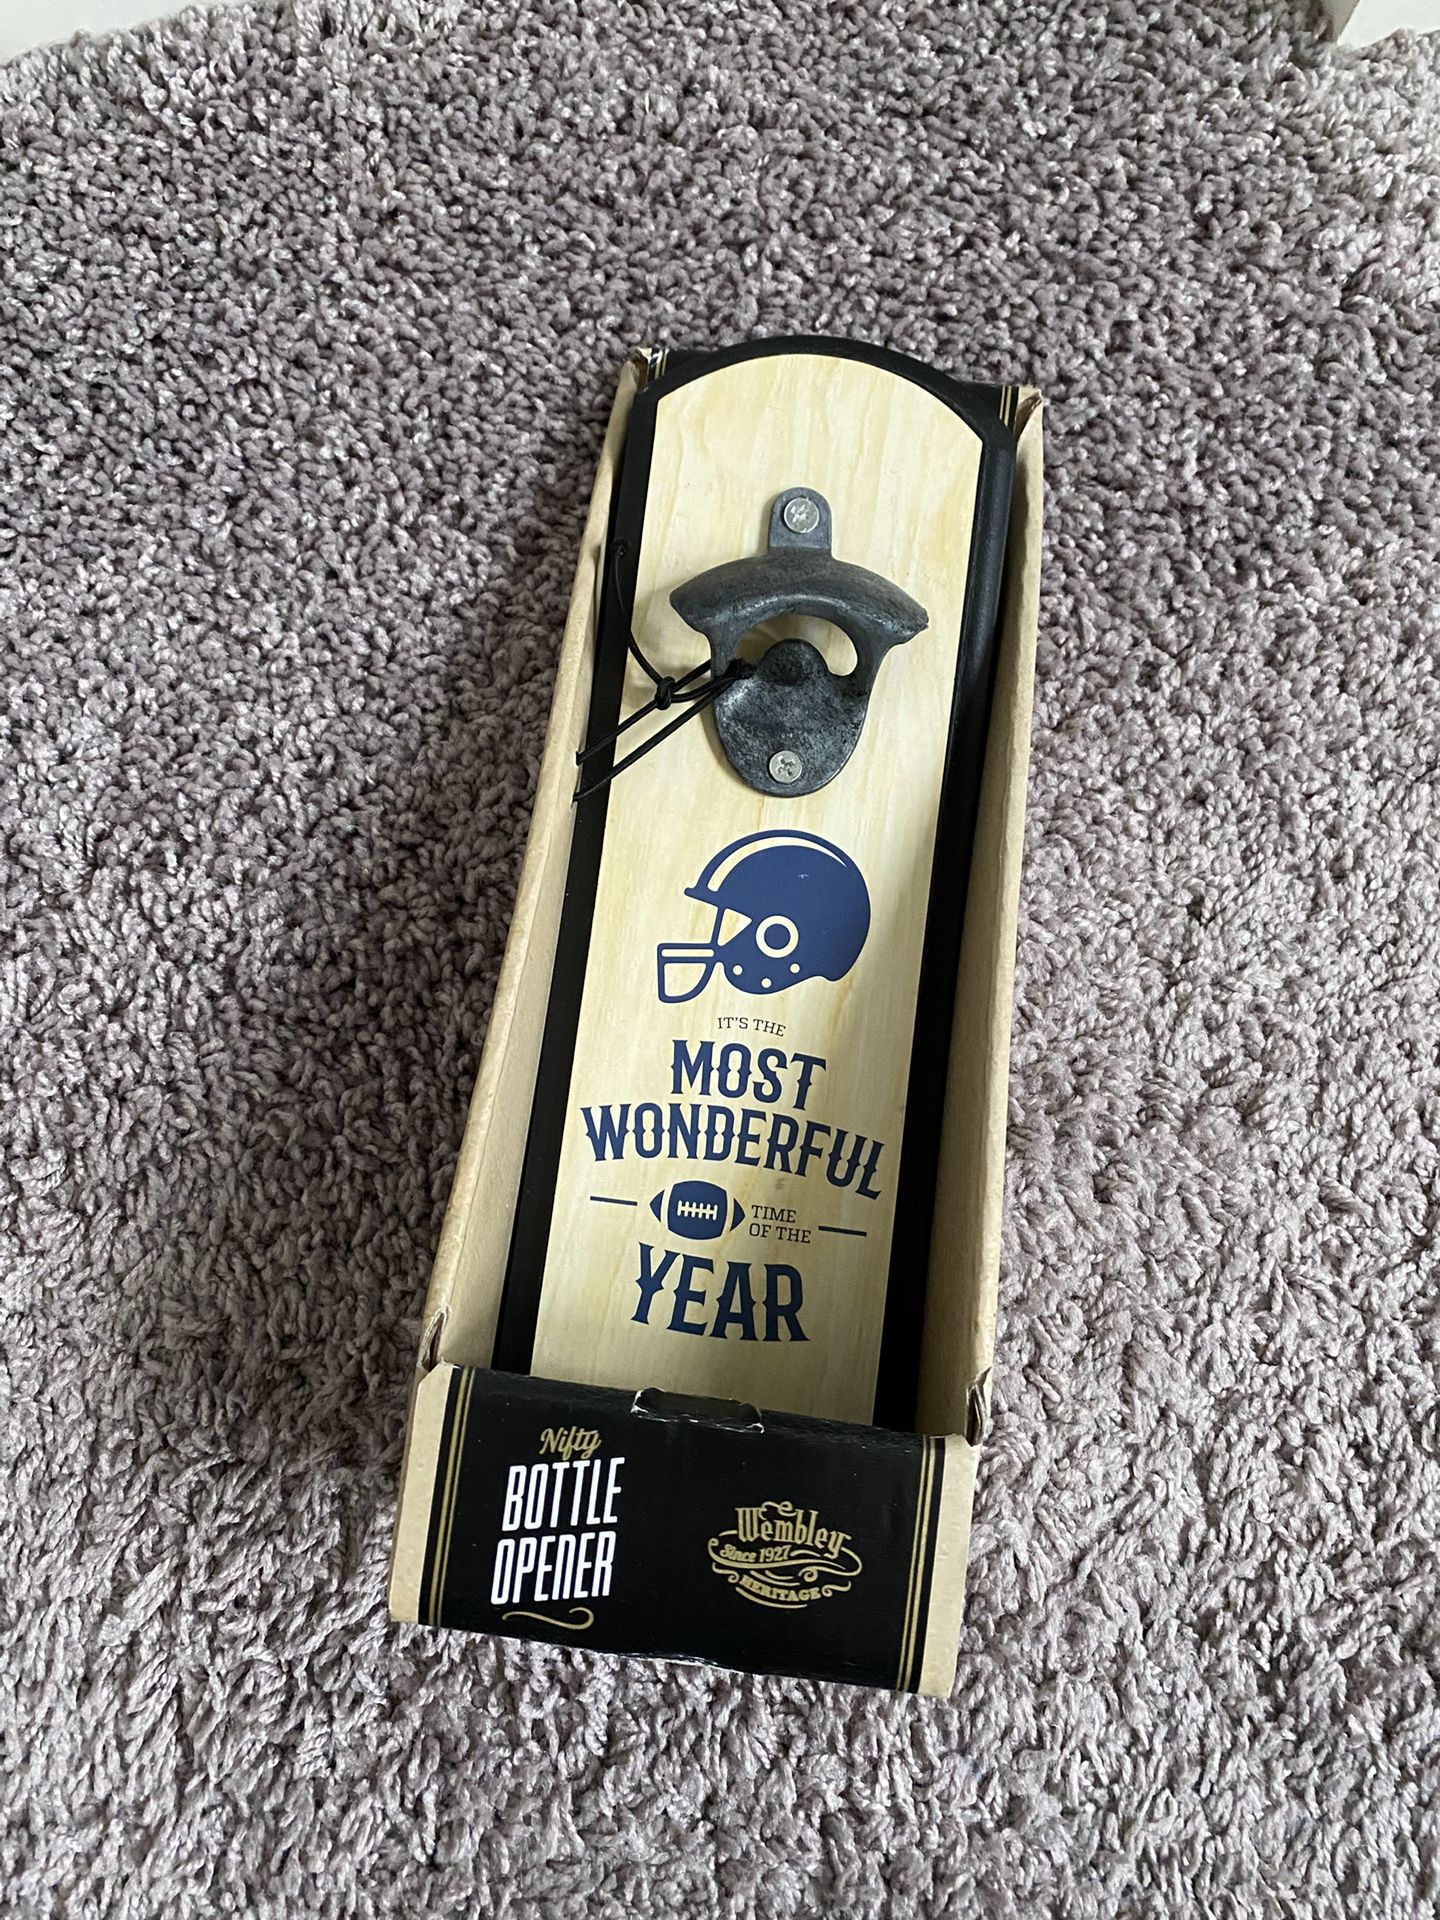 IT'S THE
MOST
WONDERFUL
TIME
OF THE
YEAR
Nifty
BOTTLE
OPENER
Wembley
Since 1927
HERITAGE